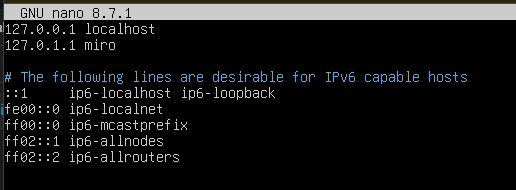 GNU nano 8.7.1
127.0.0.1 localhost
127.0.1.1 miro
# The following lines are desirable for IPv6 capable hosts
::1     ip6-localhost ip6-loopback
fe00::0 ip6-localnet
ff00::0 ip6-mcastprefix
ff02::1 ip6-allnodes
ff02::2 ip6-allrouters